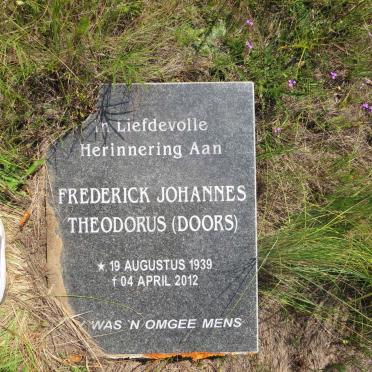 In Liefdevolle
Herinnering Aan
FREDERICK JOHANNES
THEODORUS (DOORS)
* 19 AUGUSTUS 1939
† 04 APRIL 2012
WAS 'N OMGEE MENS